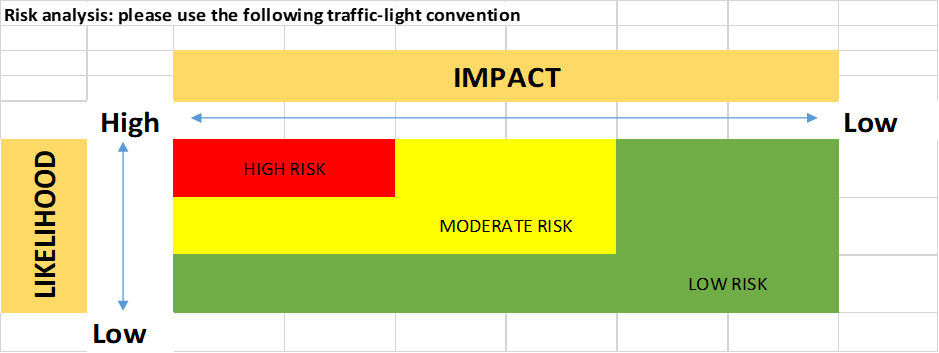 Risk analysis: please use the following traffic-light convention
IMPACT
High
Low
LIKELIHOOD
HIGH RISK
MODERATE RISK
LOW RISK
Low